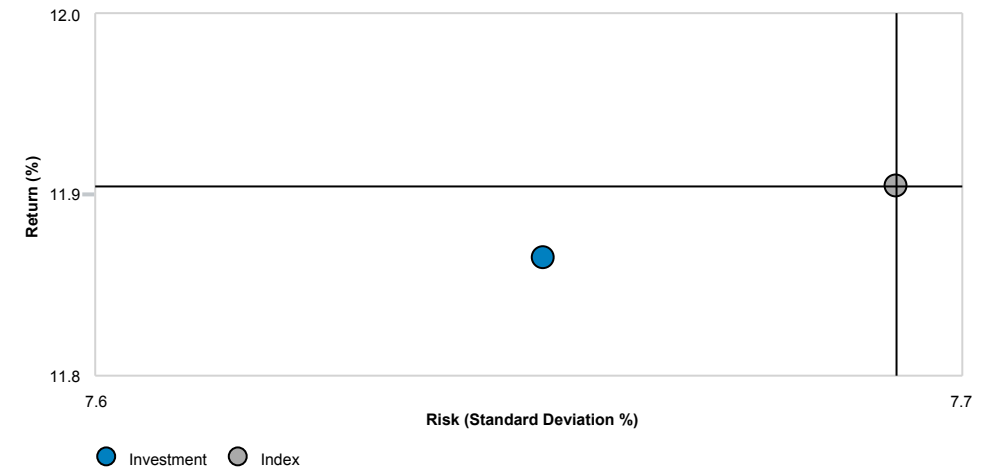 12.0
Return (%)
11.9
11.8
7.6
7.7
Risk (Standard Deviation %)
Investment
Index